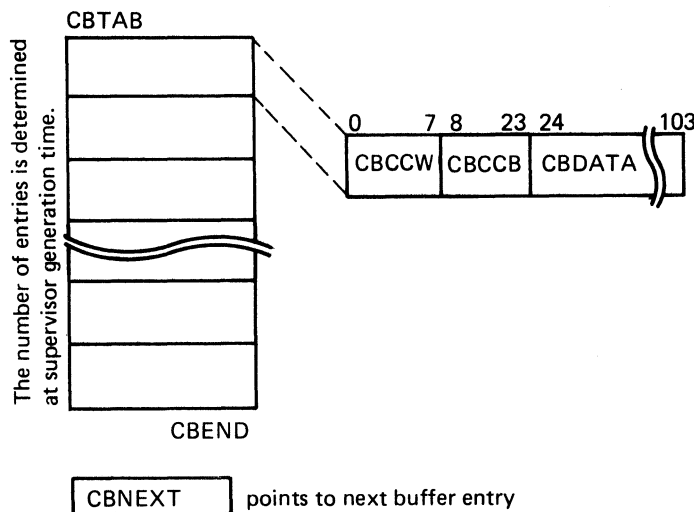 CBTAB
The number of entries is determined
at supervisor generation time.
0 7 8 23 24 103
CBCCW CBCCB CBDATA
CBEND
CBNEXT points to next buffer entry